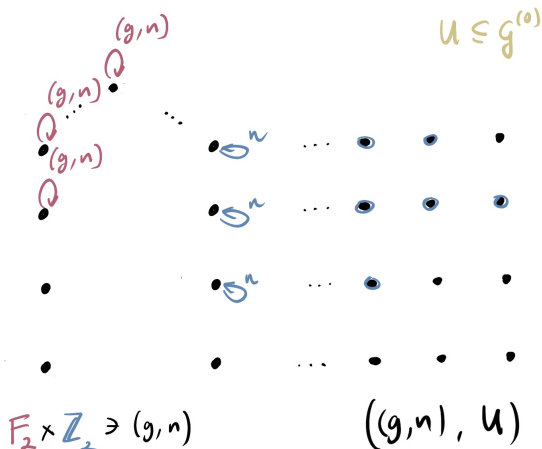 (g,n)
U ⊆ G^(0)
(g,n)
(g,n)
n
n
n
F₂ × ℤ₂ ∋ (g,n)
((g,n), U)